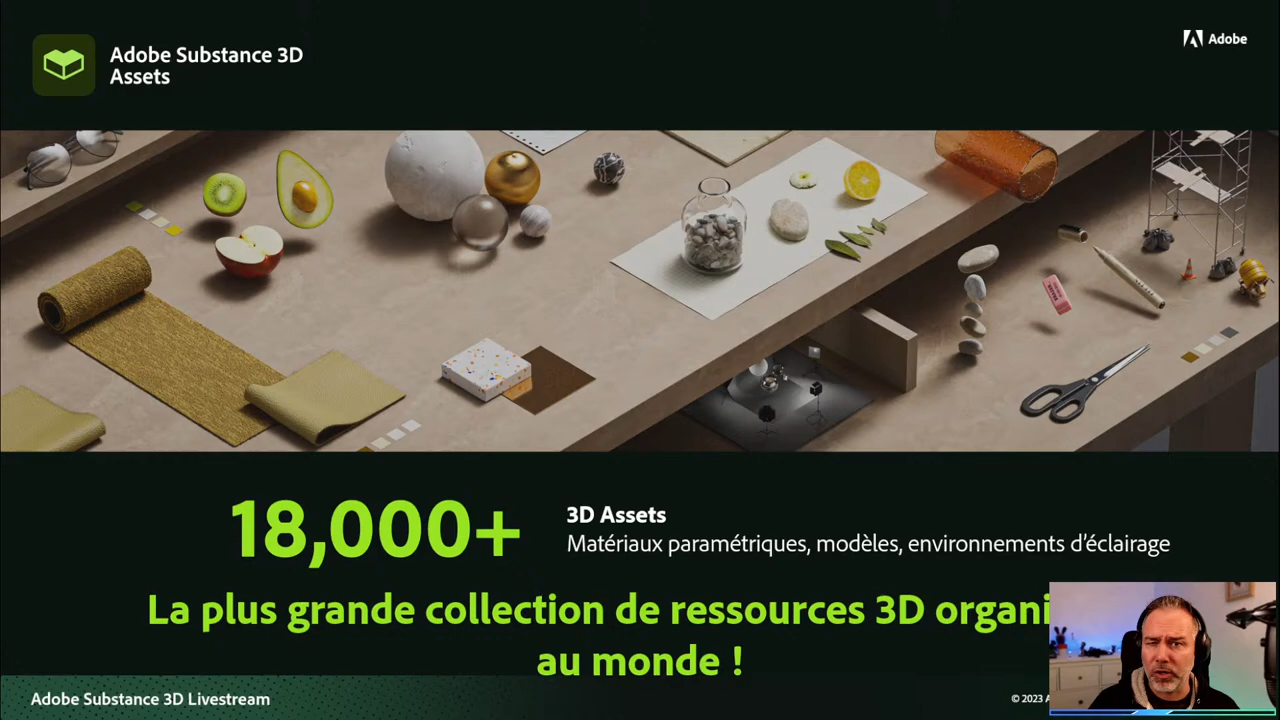 Adobe Substance 3D
Assets
Adobe
18,000+
3D Assets
Matériaux paramétriques, modèles, environnements d’éclairage
La plus grande collection de ressources 3D
au monde !
Adobe Substance 3D Livestream
© 2023